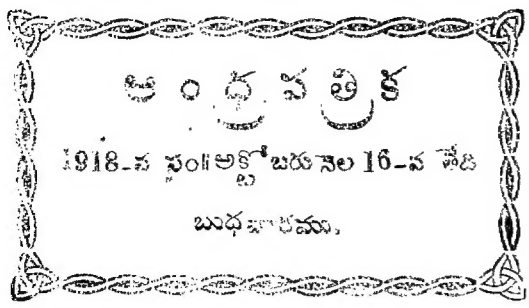 ఆంధ్రపత్రిక
1918-వ సం॥ అక్టోబరు నెల 16-వ తేది
బుధవారము.